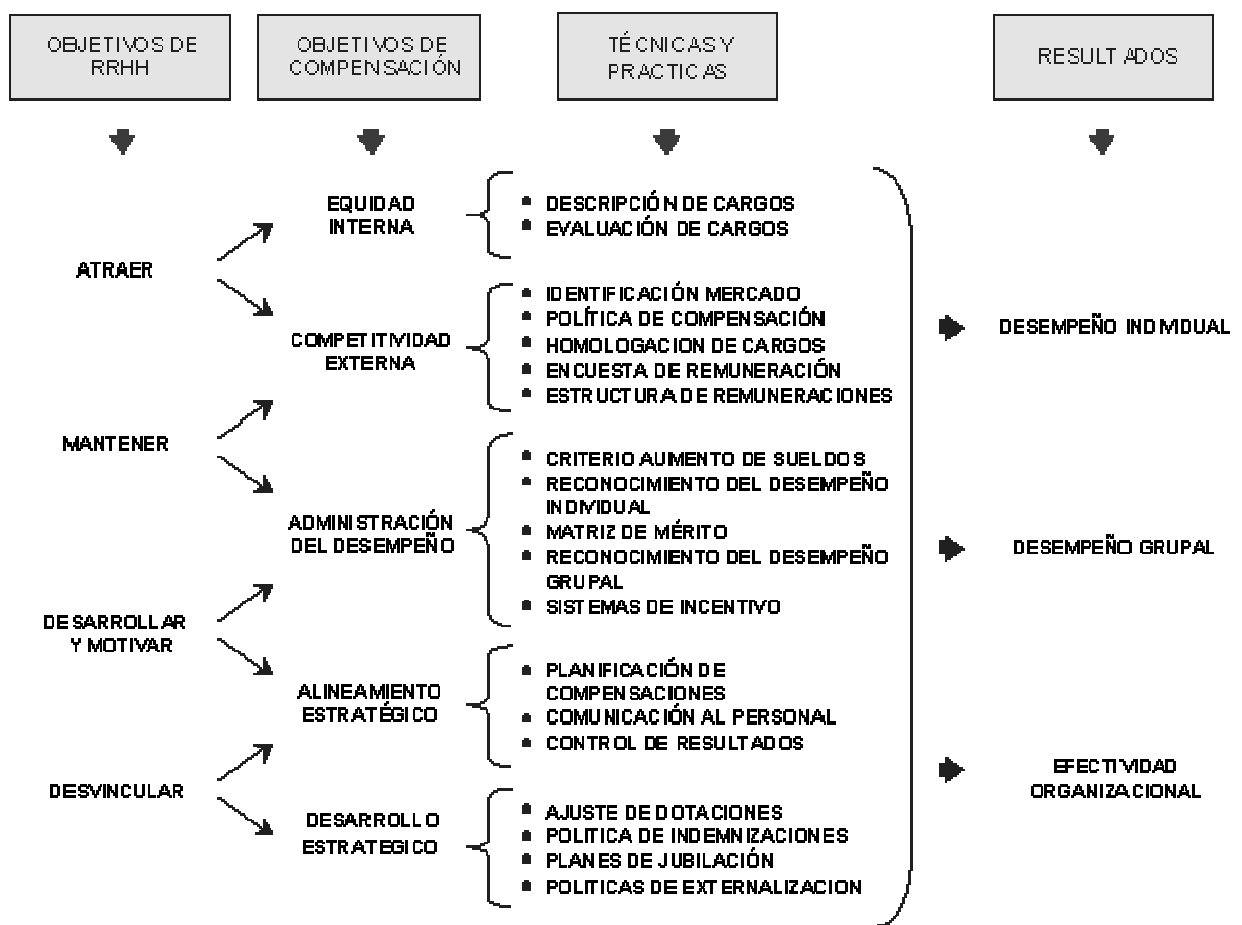 OBJETIVOS DE
RRHH
OBJETIVOS DE
COMPENSACIÓN
TÉCNICAS Y
PRACTICAS
RESULTADOS
ATRAER
MANTENER
DESARROLLAR
Y MOTIVAR
DESVINCULAR
EQUIDAD
INTERNA
COMPETITIVIDAD
EXTERNA
ADMINISTRACIÓN
DEL DESEMPEÑO
ALINEAMIENTO
ESTRATÉGICO
DESARROLLO
ESTRATEGICO
• DESCRIPCIÓN DE CARGOS
• EVALUACIÓN DE CARGOS
• IDENTIFICACIÓN MERCADO
• POLÍTICA DE COMPENSACIÓN
• HOMOLOGACION DE CARGOS
• ENCUESTA DE REMUNERACIÓN
• ESTRUCTURA DE REMUNERACIONES
• CRITERIO AUMENTO DE SUELDOS
• RECONOCIMIENTO DEL DESEMPEÑO
INDIVIDUAL
• MATRIZ DE MÉRITO
• RECONOCIMIENTO DEL DESEMPEÑO
GRUPAL
• SISTEMAS DE INCENTIVO
• PLANIFICACIÓN DE
COMPENSACIONES
• COMUNICACIÓN AL PERSONAL
• CONTROL DE RESULTADOS
• AJUSTE DE DOTACIONES
• POLITICA DE INDEMNIZACIONES
• PLANES DE JUBILACIÓN
• POLITICAS DE EXTERNALIZACION
DESEMPEÑO INDIVIDUAL
DESEMPEÑO GRUPAL
EFECTIVIDAD
ORGANIZACIONAL